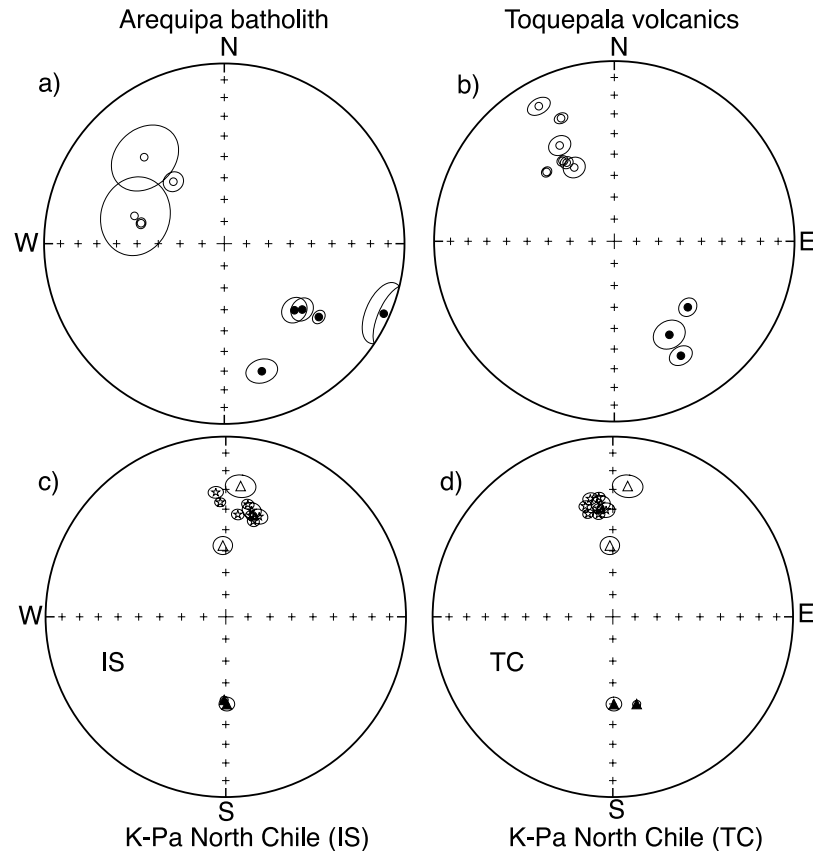 Arequipa batholith Toquepala volcanics
N N
a) b)
W E
c) d)
W E
IS TC
S S
K-Pa North Chile (IS) K-Pa North Chile (TC)